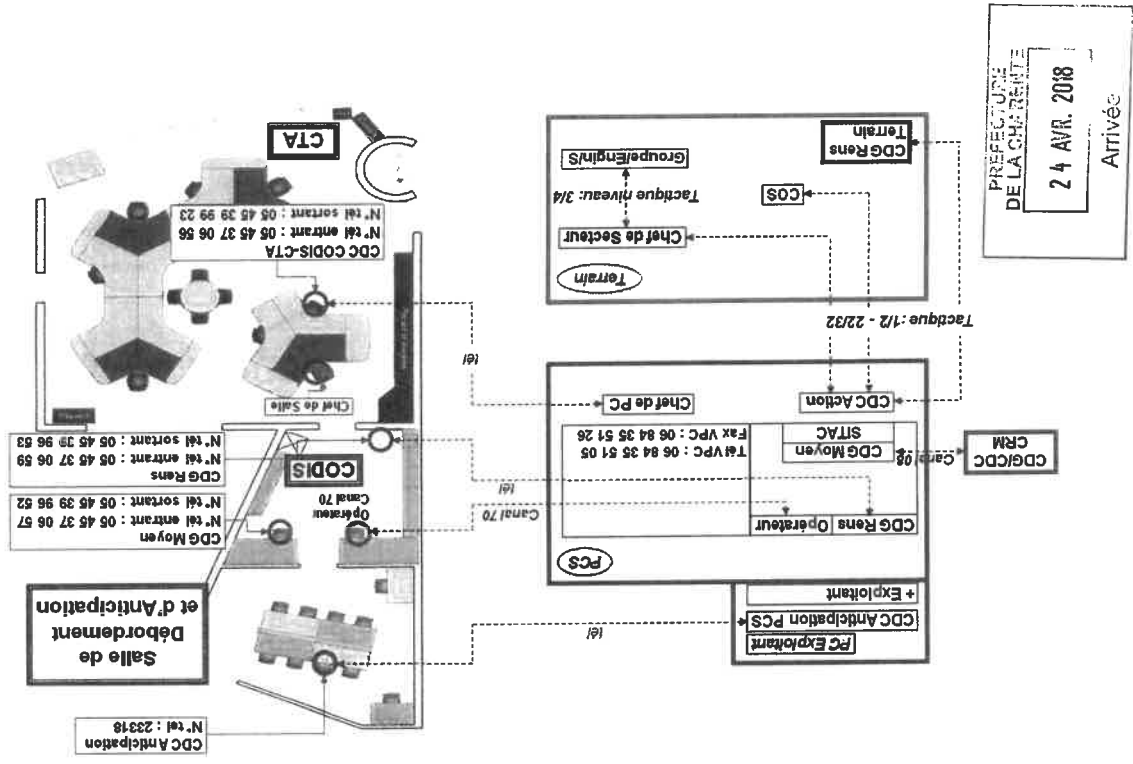 CDC Anticipation
N° tel : 23318
Salle de
Débordement
et d'Anticipation
CDG Moyen
N° tél entrant : 05 45 37 06 57
N° tél sortant : 05 45 39 96 52
CDG Rens
N° tél entrant : 05 45 37 06 59
N° tél sortant : 05 45 39 96 53
Opérateur
Canal 70
CODIS
Chef de Salle
CDC CODIS-CTA
N° tél entrant : 05 45 37 06 56
N° tél sortant : 05 45 39 99 23
CTA
PC Exploitant
CDC Anticipation PCS
+ Exploitant
tél
PCS
CDG Rens
Opérateur
Canal 70
tél
CDG Moyen
SITAC
Tél VPC : 06 84 35 51 05
Fax VPC : 06 84 35 51 26
CDG/CDC
CRM
Canal 08
CDC Action
Chef de PC
tél
Tactique : 1/2 - 22/32
Terrain
Chef de Secteur
Tactique niveau: 3/4
Groupe/Engin/S
COS
CDG Rens
Terrain
PREFECTURE
DE LA CHARENTE
24 AVR. 2018
Arrivée